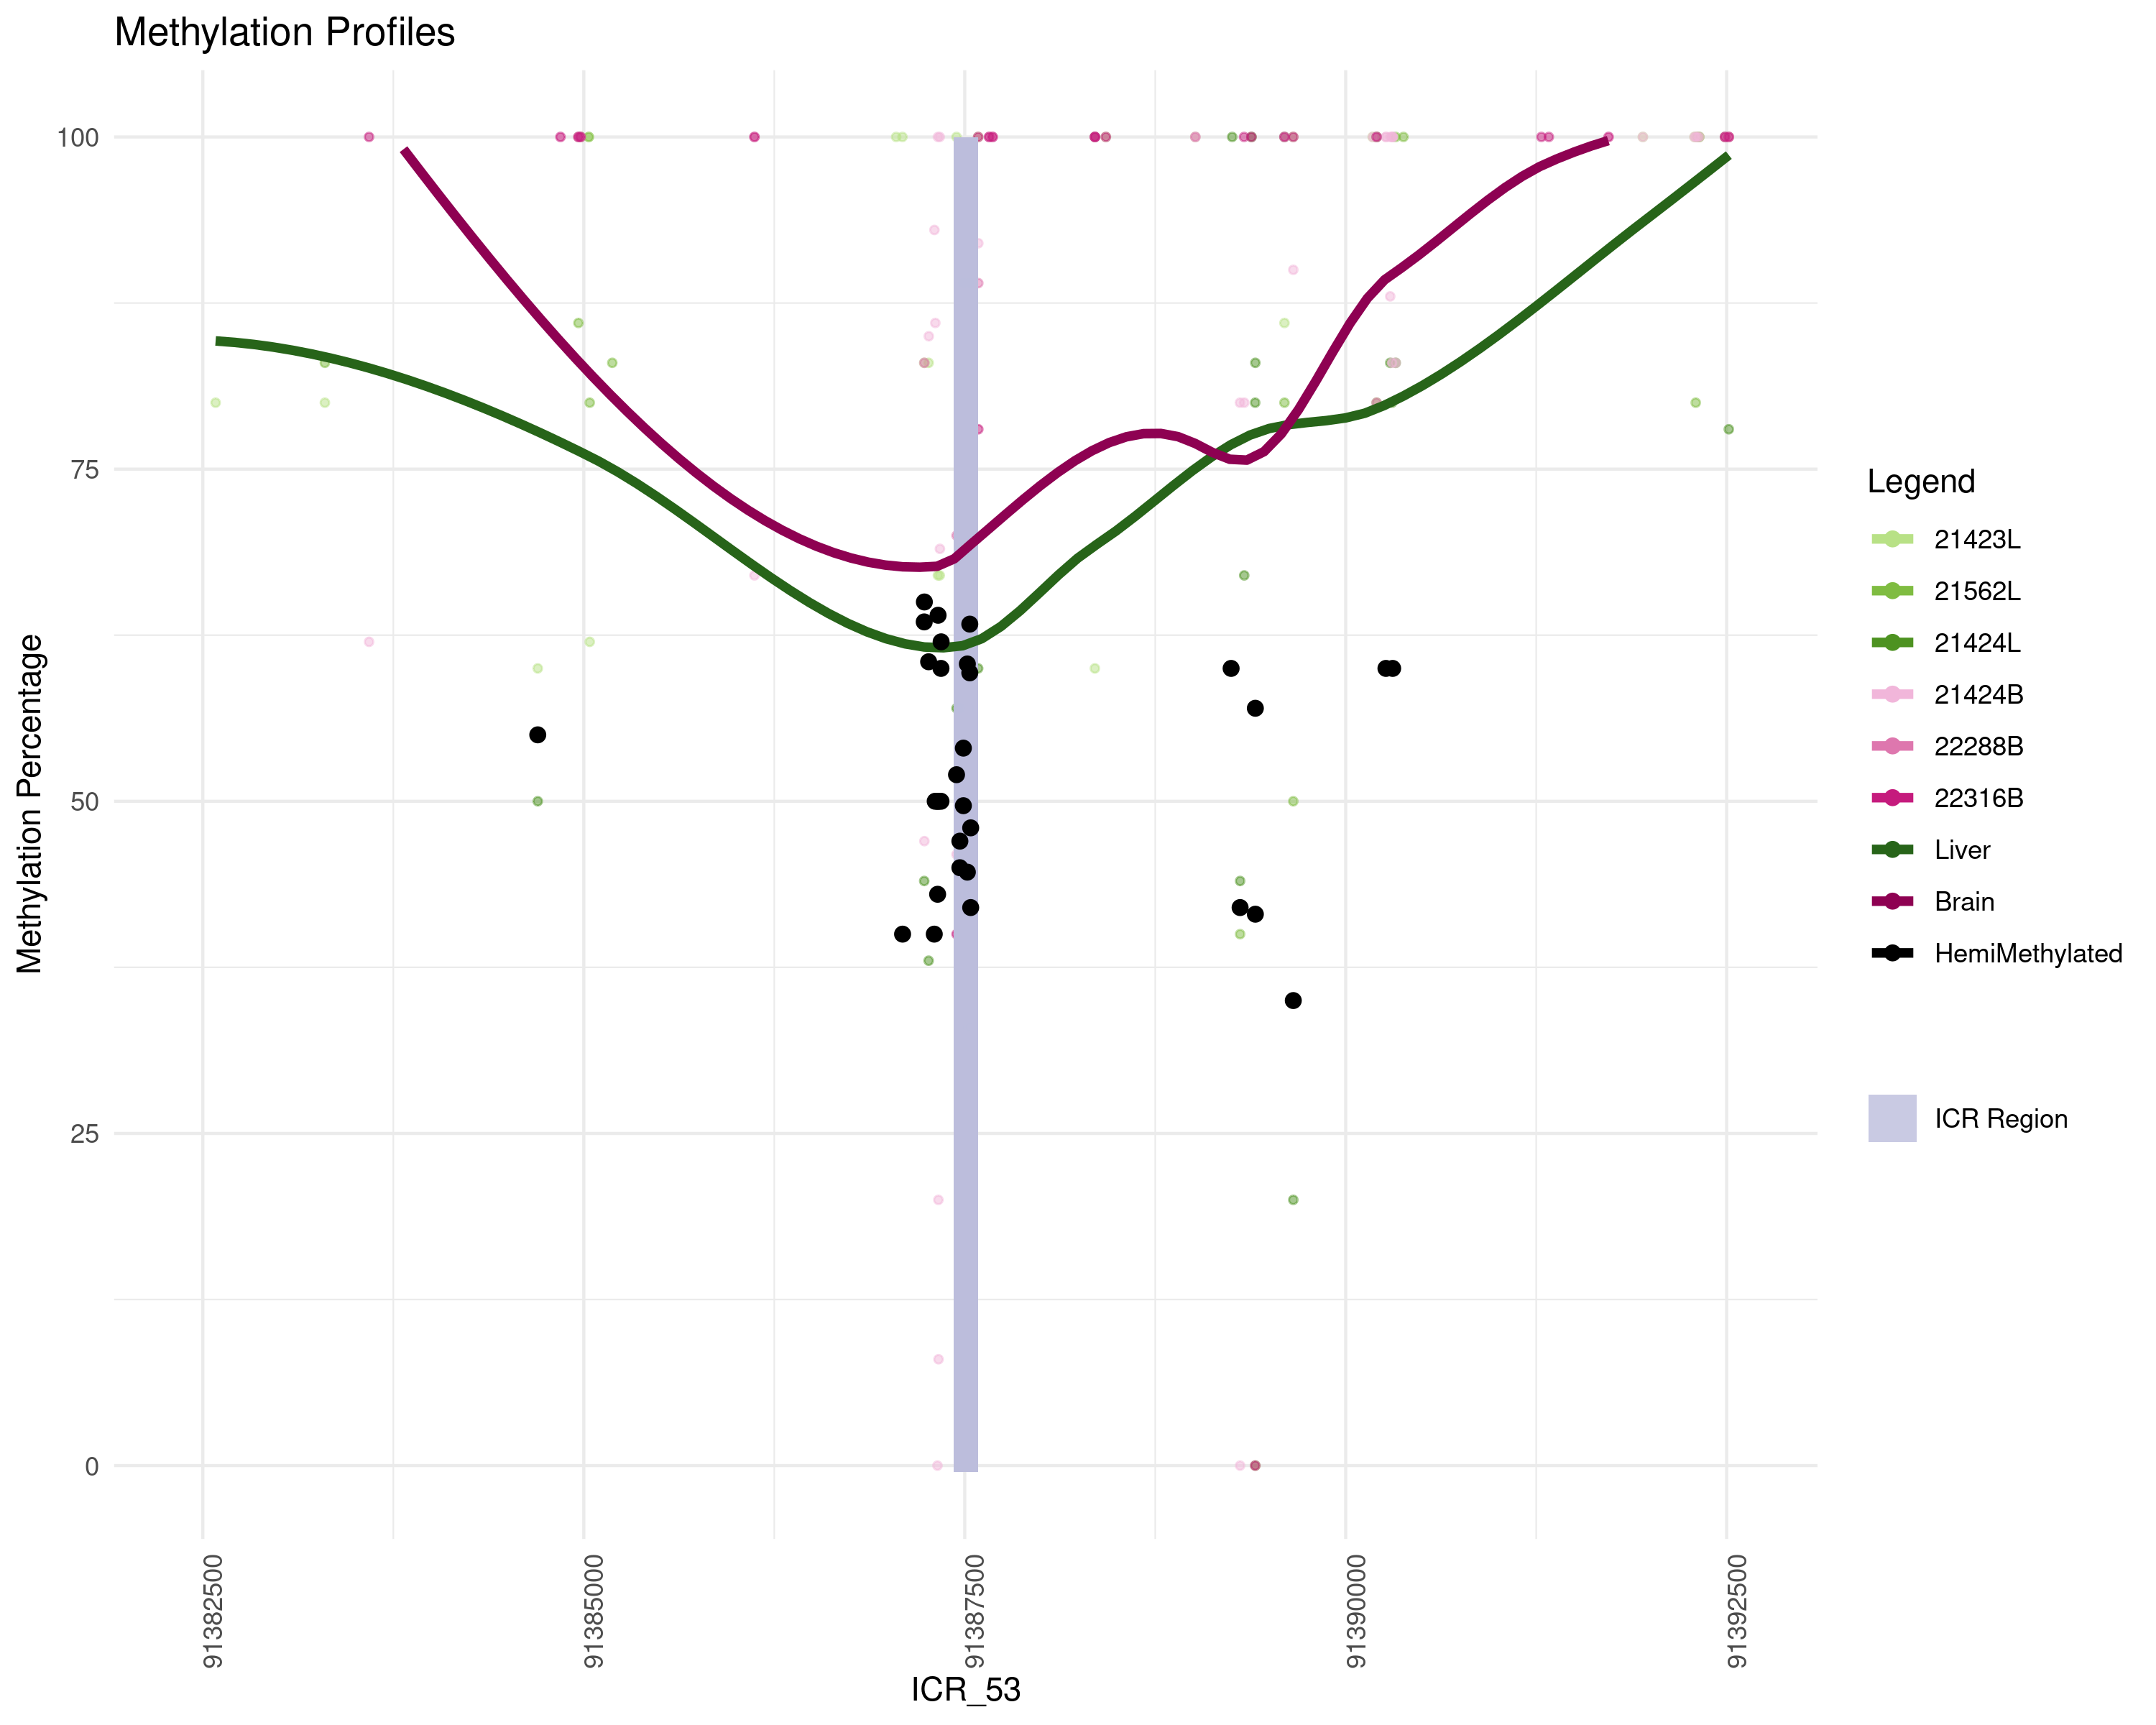 Methylation Profiles
100
75
50
25
0
Methylation Percentage
91382500
91385000
91387500
91390000
91392500
ICR_53
Legend
21423L
21562L
21424L
21424B
22288B
22316B
Liver
Brain
HemiMethylated
ICR Region